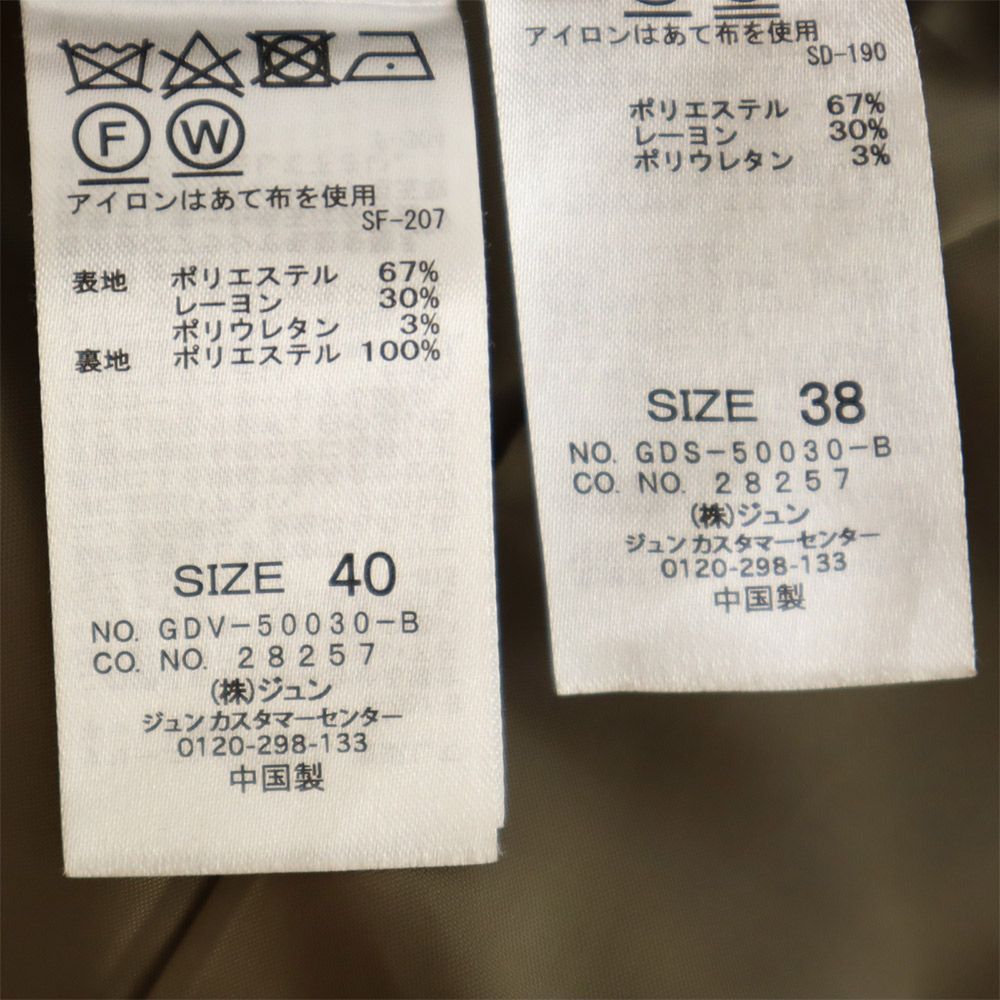 F W
アイロンはあて布を使用
SF-207
表地 ポリエステル 67%
レーヨン 30%
ポリウレタン 3%
裏地 ポリエステル 100%
SIZE 40
NO. GDV-50030-B
CO. NO. 28257
(株)ジュン
ジュンカスタマーセンター
0120-298-133
中国製
アイロンはあて布を使用
SD-190
ポリエステル 67%
レーヨン 30%
ポリウレタン 3%
SIZE 38
NO. GDS-50030-B
CO. NO. 28257
(株)ジュン
ジュンカスタマーセンター
0120-298-133
中国製